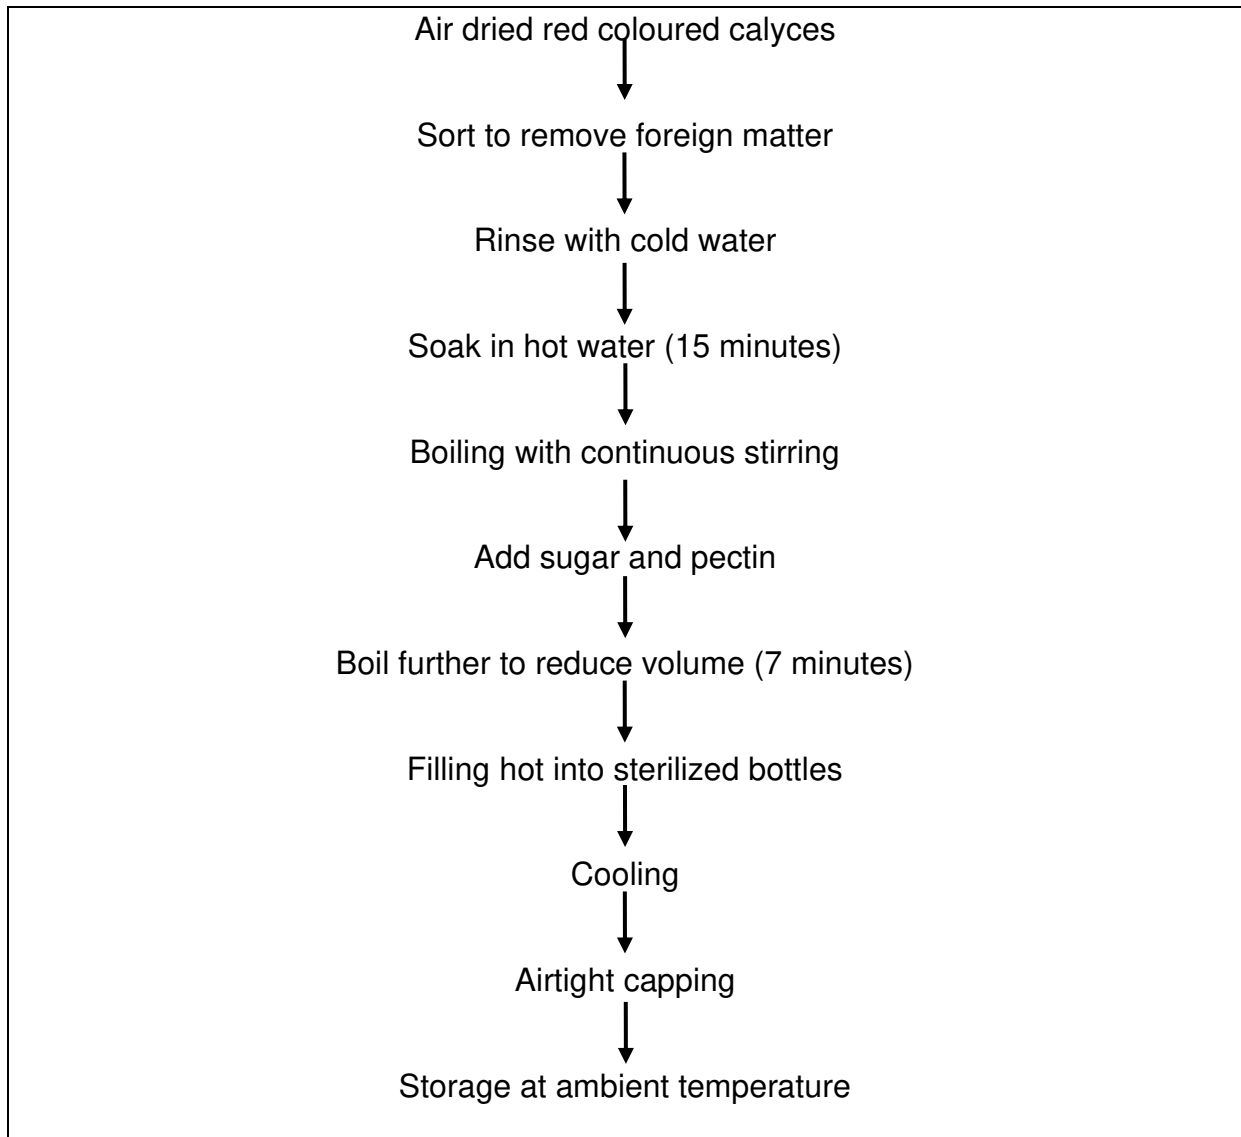 Air dried red coloured calyces
Sort to remove foreign matter
Rinse with cold water
Soak in hot water (15 minutes)
Boiling with continuous stirring
Add sugar and pectin
Boil further to reduce volume (7 minutes)
Filling hot into sterilized bottles
Cooling
Airtight capping
Storage at ambient temperature